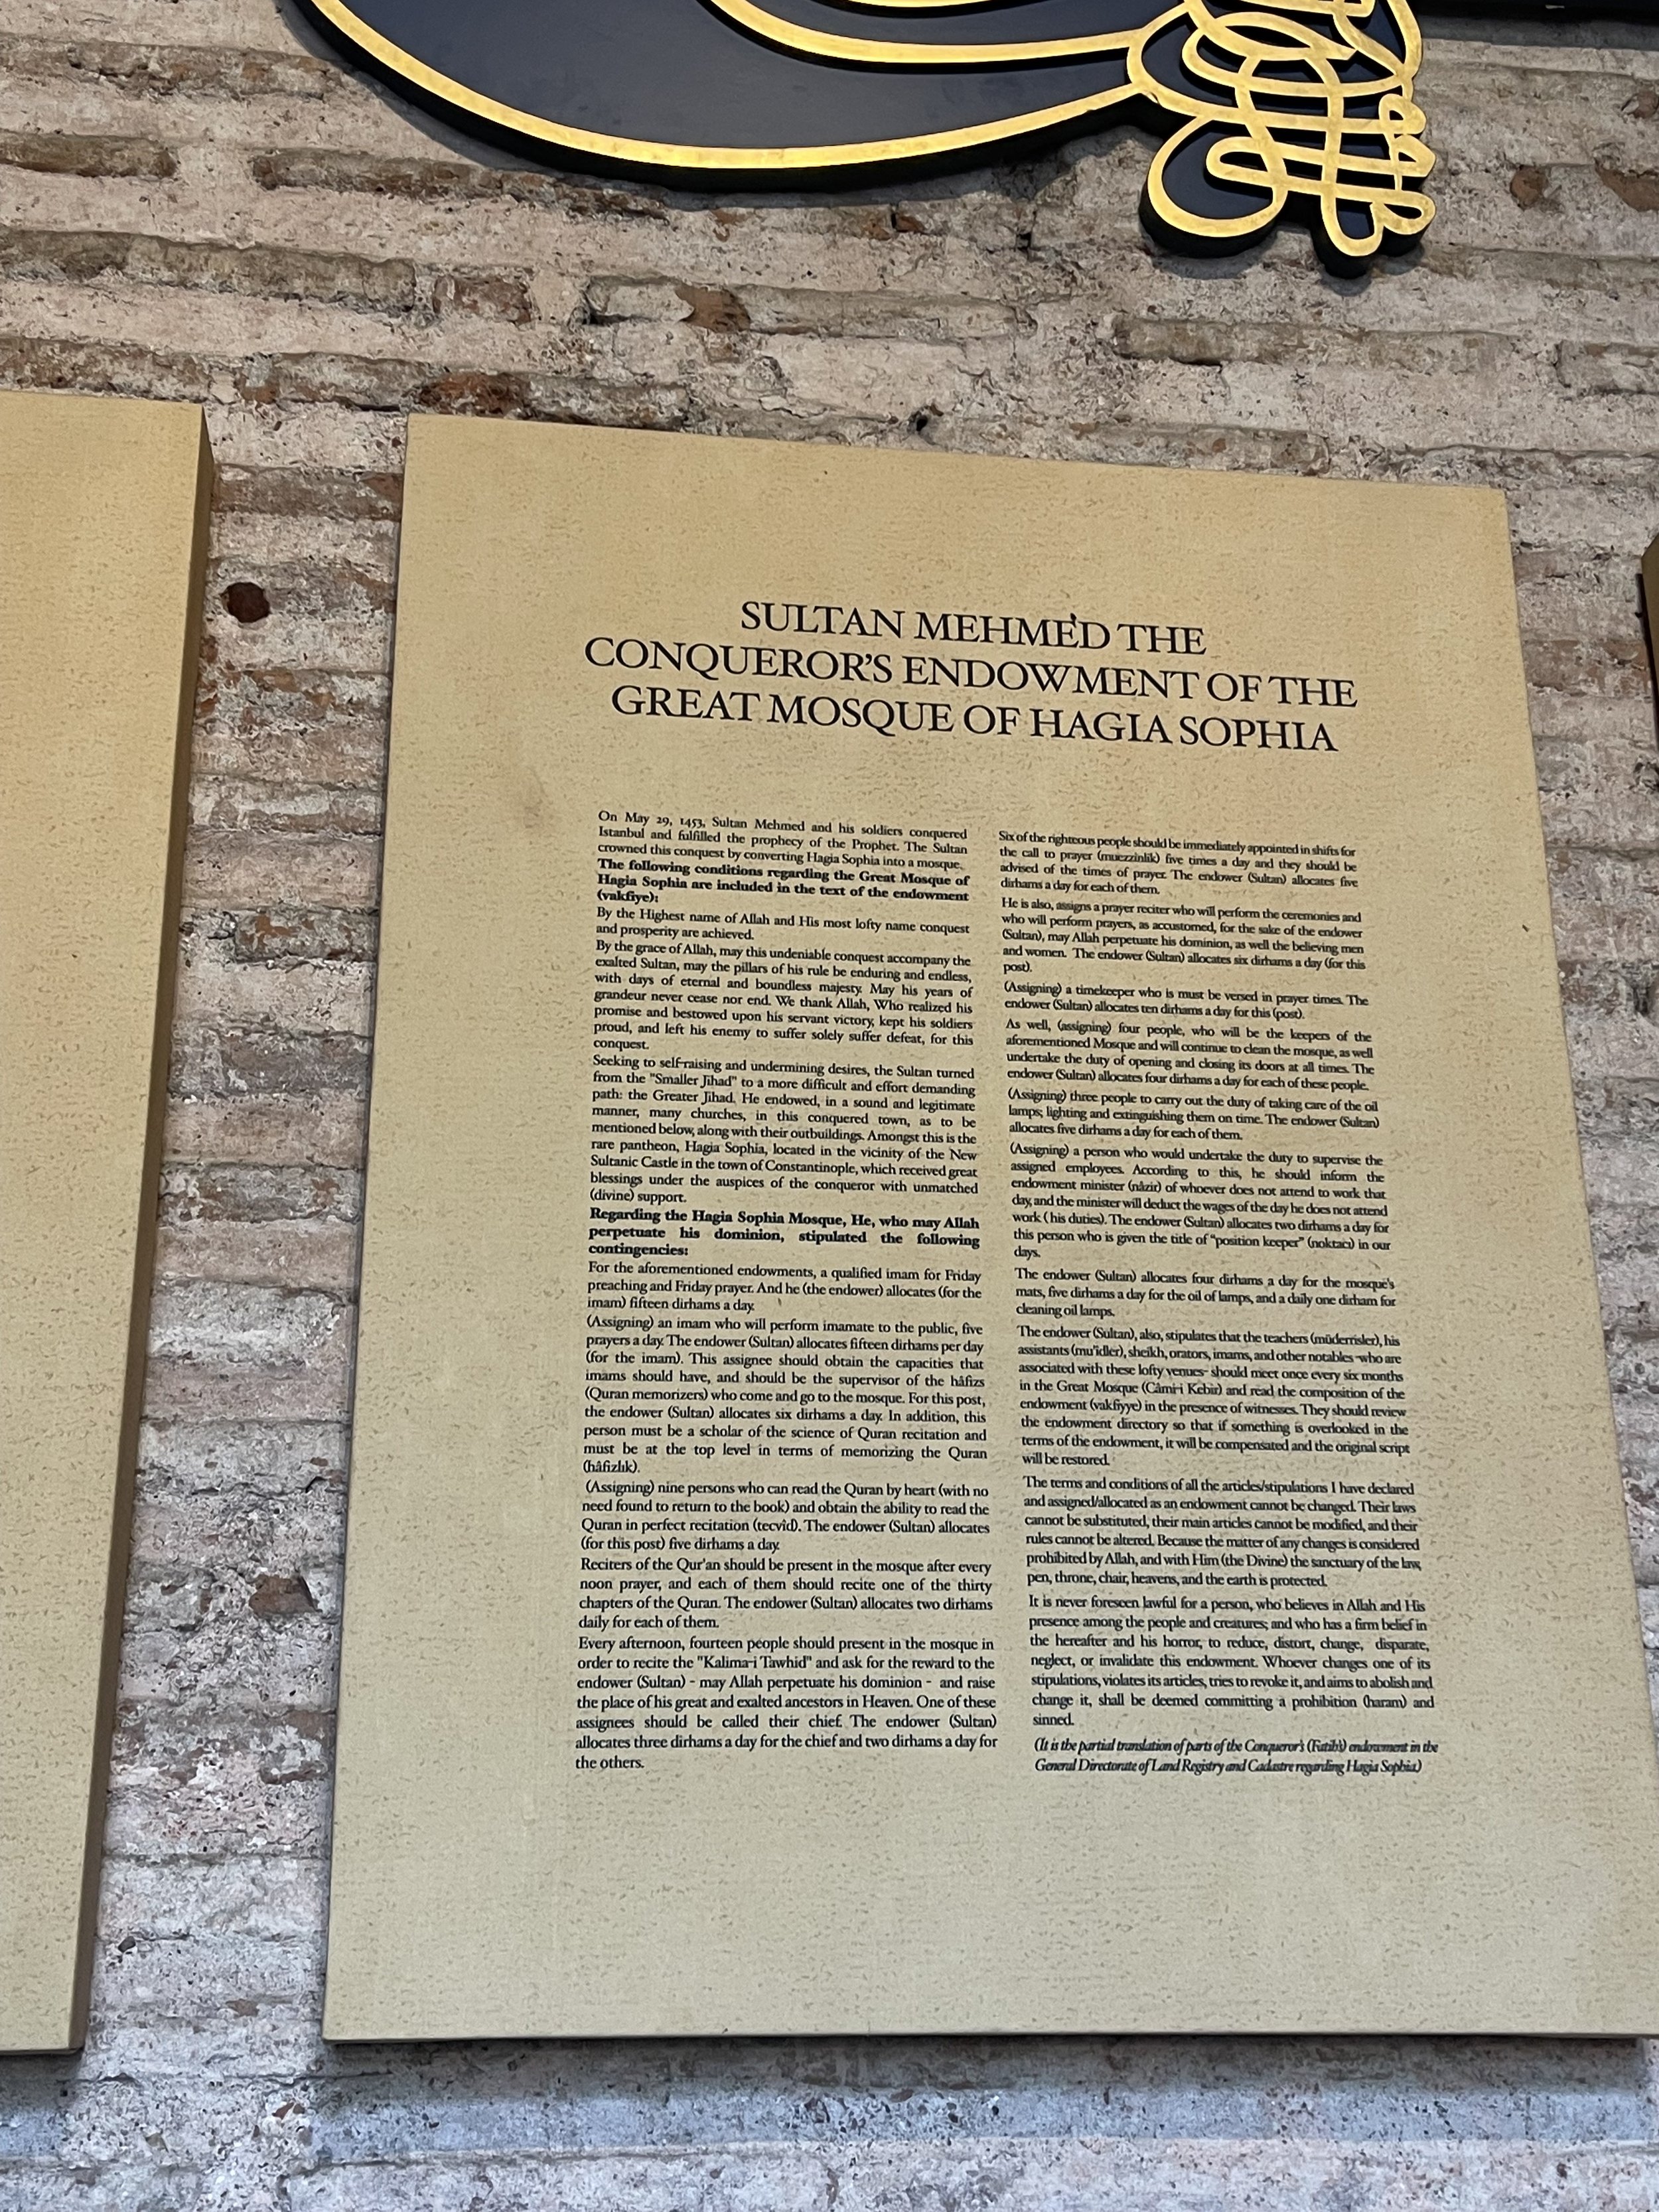 SULTAN MEHMED THE
CONQUEROR'S ENDOWMENT OF THE
GREAT MOSQUE OF HAGIA SOPHIA
On May 29, 1453, Sultan Mehmed and his soldiers conquered
Istanbul and fulfilled the prophecy of the Prophet. The Sultan
crowned this conquest by converting Hagia Sophia into a mosque.
The following conditions regarding the Great Mosque of
Hagia Sophia are included in the text of the endowment
(vakfiye):
By the Highest name of Allah and His most lofty name conquest
and prosperity are achieved.
By the grace of Allah, may this undeniable conquest accompany the
exalted Sultan, may the pillars of his rule be enduring and endless,
with days of eternal and boundless majesty. May his years of
grandeur never cease nor end. We thank Allah, Who realized his
promise and bestowed upon his servant victory, kept his soldiers
proud, and left his enemy to suffer solely suffer defeat, for this
conquest.
Seeking to self-raising and undermining desires, the Sultan turned
from the "Smaller Jihad" to a more difficult and effort demanding
path: the Greater Jihad. He endowed, in a sound and legitimate
manner, many churches, in this conquered town, as to be
mentioned below, along with their outbuildings. Amongst this is the
rare pantheon, Hagia Sophia, located in the vicinity of the New
Sultanic Castle in the town of Constantinople, which received great
blessings under the auspices of the conqueror with unmatched
(divine) support.
Regarding the Hagia Sophia Mosque, He, who may Allah
perpetuate his dominion, stipulated the following
contingencies:
For the aforementioned endowments, a qualified imam for Friday
preaching and Friday prayer. And he (the endower) allocates (for the
imam) fifteen dirhams a day.
(Assigning) an imam who will perform imamate to the public, five
prayers a day. The endower (Sultan) allocates fifteen dirhams per day
(for the imam). This assignee should obtain the capacities that
imams should have, and should be the supervisor of the hâfizs
(Quran memorizers) who come and go to the mosque. For this post,
the endower (Sultan) allocates six dirhams a day. In addition, this
person must be a scholar of the science of Quran recitation and
must be at the top level in terms of memorizing the Quran
(hâfizlık).
(Assigning) nine persons who can read the Quran by heart (with no
need found to return to the book) and obtain the ability to read the
Quran in perfect recitation (tecvîd). The endower (Sultan) allocates
(for this post) five dirhams a day.
Reciters of the Qur'an should be present in the mosque after every
noon prayer, and each of them should recite one of the thirty
chapters of the Quran. The endower (Sultan) allocates two dirhams
daily for each of them.
Every afternoon, fourteen people should present in the mosque in
order to recite the "Kalima-i Tawhid" and ask for the reward to the
endower (Sultan) - may Allah perpetuate his dominion - and raise
the place of his great and exalted ancestors in Heaven. One of these
assignees should be called their chief. The endower (Sultan)
allocates three dirhams a day for the chief and two dirhams a day for
the others.
Six of the righteous people should be immediately appointed in shifts for
the call to prayer (muezzinlik) five times a day and they should be
advised of the times of prayer. The endower (Sultan) allocates five
dirhams a day for each of them.
He is also, assigns a prayer reciter who will perform the ceremonies and
who will perform prayers, as accustomed, for the sake of the endower
(Sultan), may Allah perpetuate his dominion, as well the believing men
and women. The endower (Sultan) allocates six dirhams a day (for this
post).
(Assigning) a timekeeper who is must be versed in prayer times. The
endower (Sultan) allocates ten dirhams a day for this (post).
As well, (assigning) four people, who will be the keepers of the
aforementioned Mosque and will continue to clean the mosque, as well
undertake the duty of opening and closing its doors at all times. The
endower (Sultan) allocates four dirhams a day for each of these people.
(Assigning) three people to carry out the duty of taking care of the oil
lamps; lighting and extinguishing them on time. The endower (Sultan)
allocates five dirhams a day for each of them.
(Assigning) a person who would undertake the duty to supervise the
assigned employees. According to this, he should inform the
endowment minister (nâzir) of whoever does not attend to work that
day, and the minister will deduct the wages of the day he does not attend
work ( his duties). The endower (Sultan) allocates two dirhams a day for
this person who is given the title of "position keeper" (noktacı) in our
days.
The endower (Sultan) allocates four dirhams a day for the mosque's
mats, five dirhams a day for the oil of lamps, and a daily one dirham for
cleaning oil lamps.
The endower (Sultan), also, stipulates that the teachers (müderrisler), his
assistants (mu'idler), sheikh, orators, imams, and other notables -who are
associated with these lofty venues- should meet once every six months
in the Great Mosque (Câmi-i Kebir) and read the composition of the
endowment (vakfiyye) in the presence of witnesses. They should review
the endowment directory so that if something is overlooked in the
terms of the endowment, it will be compensated and the original script
will be restored.
The terms and conditions of all the articles/stipulations I have declared
and assigned/allocated as an endowment cannot be changed. Their laws
cannot be substituted, their main articles cannot be modified, and their
rules cannot be altered. Because the matter of any changes is considered
prohibited by Allah, and with Him (the Divine) the sanctuary of the law,
pen, throne, chair, heavens, and the earth is protected.
It is never foreseen lawful for a person, who believes in Allah and His
presence among the people and creatures; and who has a firm belief in
the hereafter and his horror, to reduce, distort, change, disparate,
neglect, or invalidate this endowment. Whoever changes one of its
stipulations, violates its articles, tries to revoke it, and aims to abolish and
change it, shall be deemed committing a prohibition (haram) and
sinned.
(It is the partial translation of parts of the Conqueror's (Fatih's) endowment in the
General Directorate of Land Registry and Cadastre regarding Hagia Sophia.)